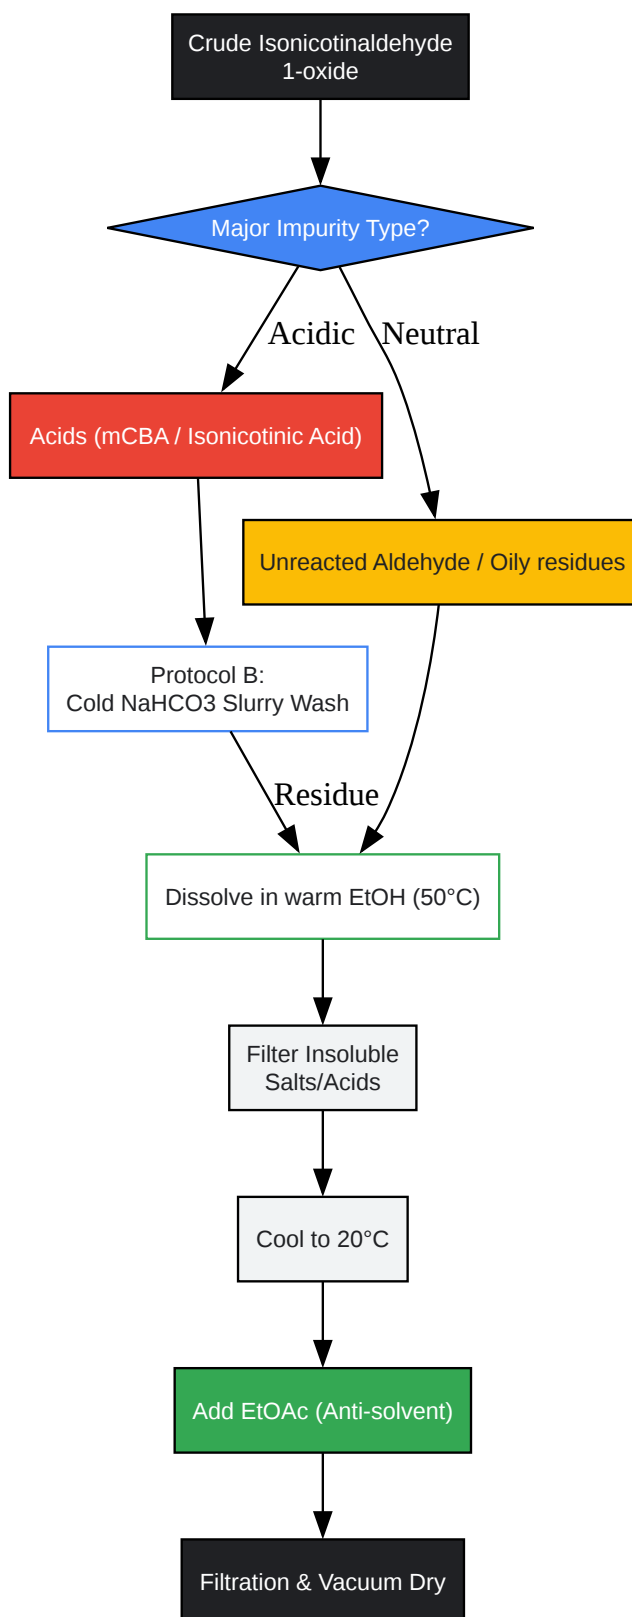 Crude Isonicotinaldehyde
1-oxide
Major Impurity Type?
Acidic
Neutral
Acids (mCBA / Isonicotinic Acid)
Unreacted Aldehyde / Oily residues
Protocol B:
Cold NaHCO3 Slurry Wash
Residue
Dissolve in warm EtOH (50°C)
Filter Insoluble
Salts/Acids
Cool to 20°C
Add EtOAc (Anti-solvent)
Filtration & Vacuum Dry